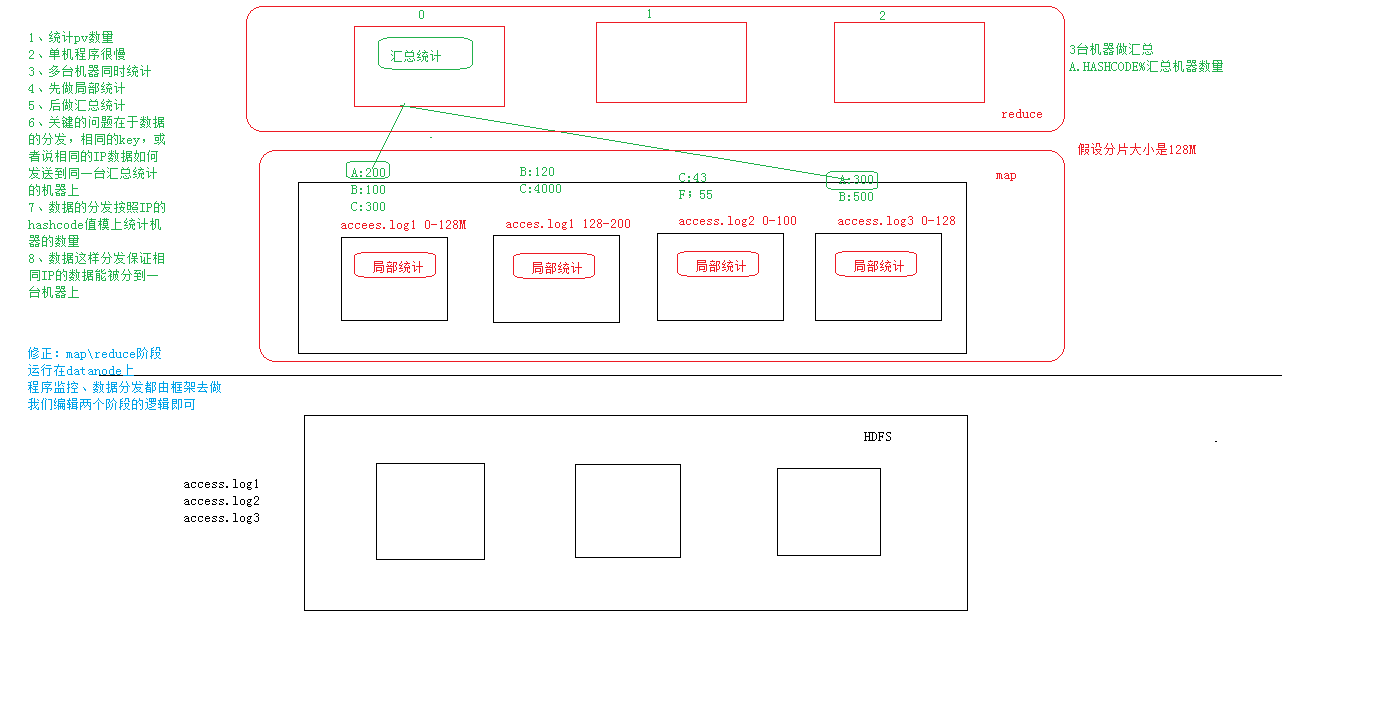 1、统计pv数量
2、单机程序很慢
3、多台机器同时统计
4、先做局部统计
5、后做汇总统计
6、关键的问题在于数据
的分发，相同的key，或
者说相同的IP数据如何
发送到同一台汇总统计
的机器上
7、数据的分发按照IP的
hashcode值模上统计机
器的数量
8、数据这样分发保证相
同IP的数据能被分到一
台机器上
修正：map\reduce阶段
运行在datanode上
程序监控、数据分发都由框架去做
我们编辑两个阶段的逻辑即可
0
1
2
汇总统计
reduce
3台机器做汇总
A.HASHCODE%汇总机器数量
假设分片大小是128M
map
A:200
B:100
C:300
B:120
C:4000
C:43
F；55
A:300
B:500
accees.log1 0-128M
acces.log1 128-200
access.log2 0-100
access.log3 0-128
局部统计
局部统计
局部统计
局部统计
HDFS
access.log1
access.log2
access.log3